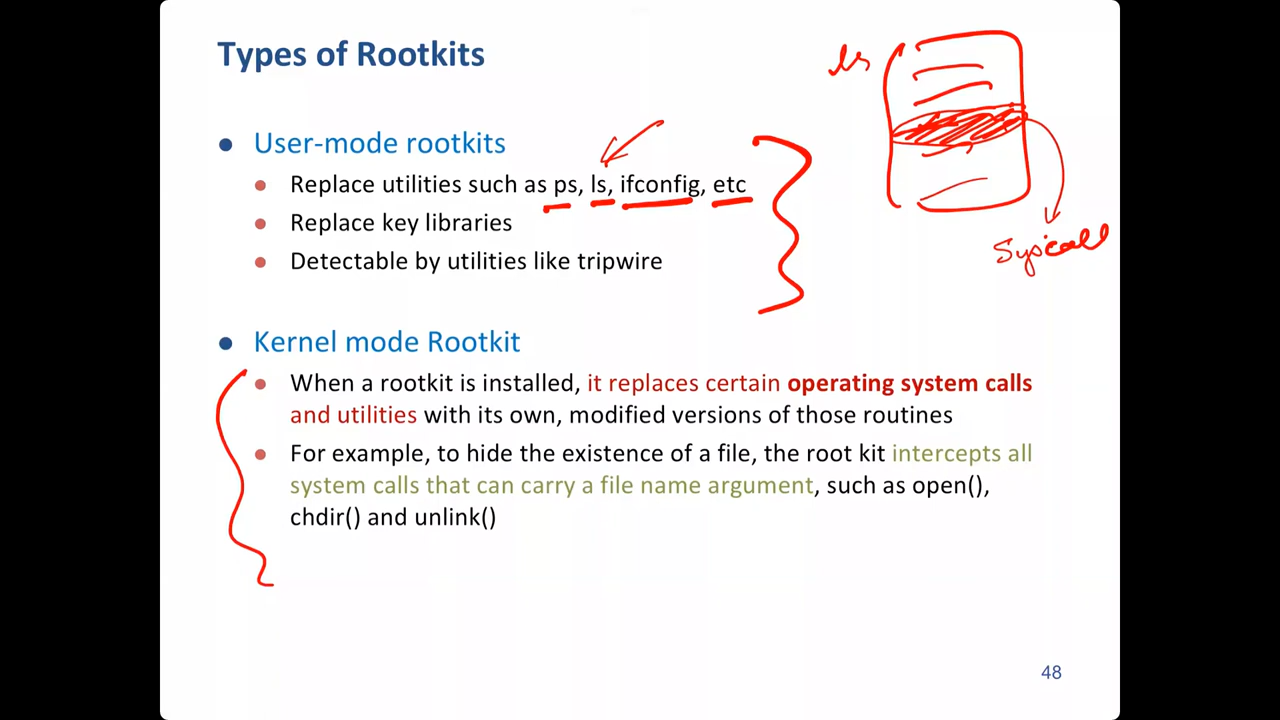 Types of Rootkits
ls
● User-mode rootkits
● Replace utilities such as ps, ls, ifconfig, etc
● Replace key libraries
Syscall
● Detectable by utilities like tripwire
● Kernel mode Rootkit
● When a rootkit is installed, it replaces certain operating system calls
and utilities with its own, modified versions of those routines
● For example, to hide the existence of a file, the root kit intercepts all
system calls that can carry a file name argument, such as open(),
chdir() and unlink()
48